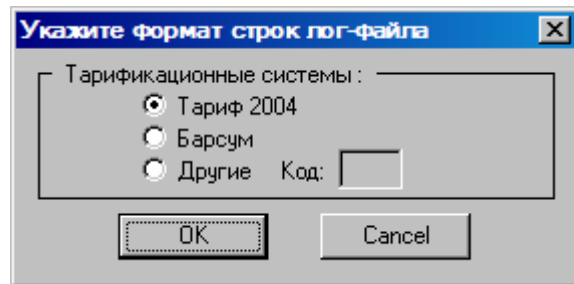 Укажите формат строк лог-файла
Тарификационные системы :
Тариф 2004
Барсум
Другие Код:
OK Cancel